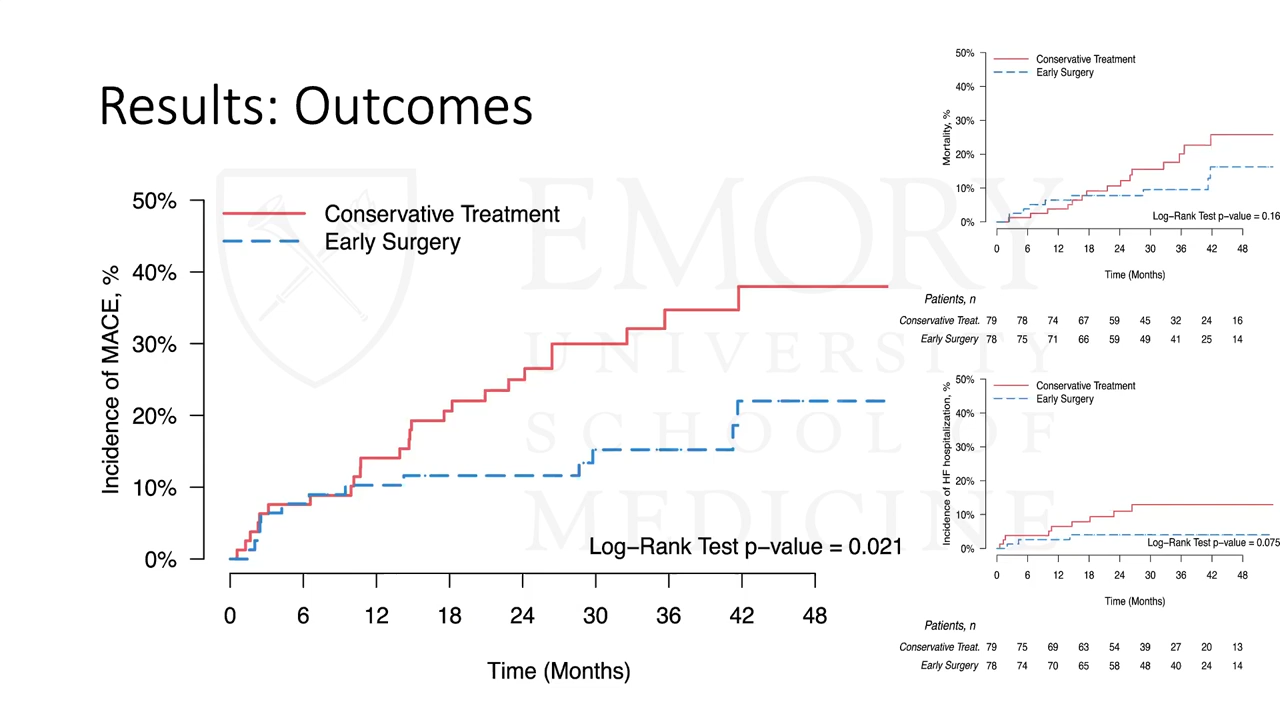 Results: Outcomes
50%
40%
30%
20%
10%
0%
Incidence of MACE, %
Conservative Treatment
Early Surgery
Log-Rank Test p-value = 0.021
0 6 12 18 24 30 36 42 48
Time (Months)
EMORY
UNIVERSITY
SCHOOL OF
MEDICINE
50%
40%
30%
20%
10%
0%
Mortality, %
Conservative Treatment
Early Surgery
Log-Rank Test p-value = 0.16
0 6 12 18 24 30 36 42 48
Time (Months)
Patients, n
Conservative Treat. 79 78 74 67 59 45 32 24 16
Early Surgery 78 75 71 66 59 49 41 25 14
50%
40%
30%
20%
10%
0%
Incidence of HF hospitalization, %
Conservative Treatment
Early Surgery
Log-Rank Test p-value = 0.075
0 6 12 18 24 30 36 42 48
Time (Months)
Patients, n
Conservative Treat. 79 75 69 63 54 39 27 20 13
Early Surgery 78 74 70 65 58 48 40 24 14